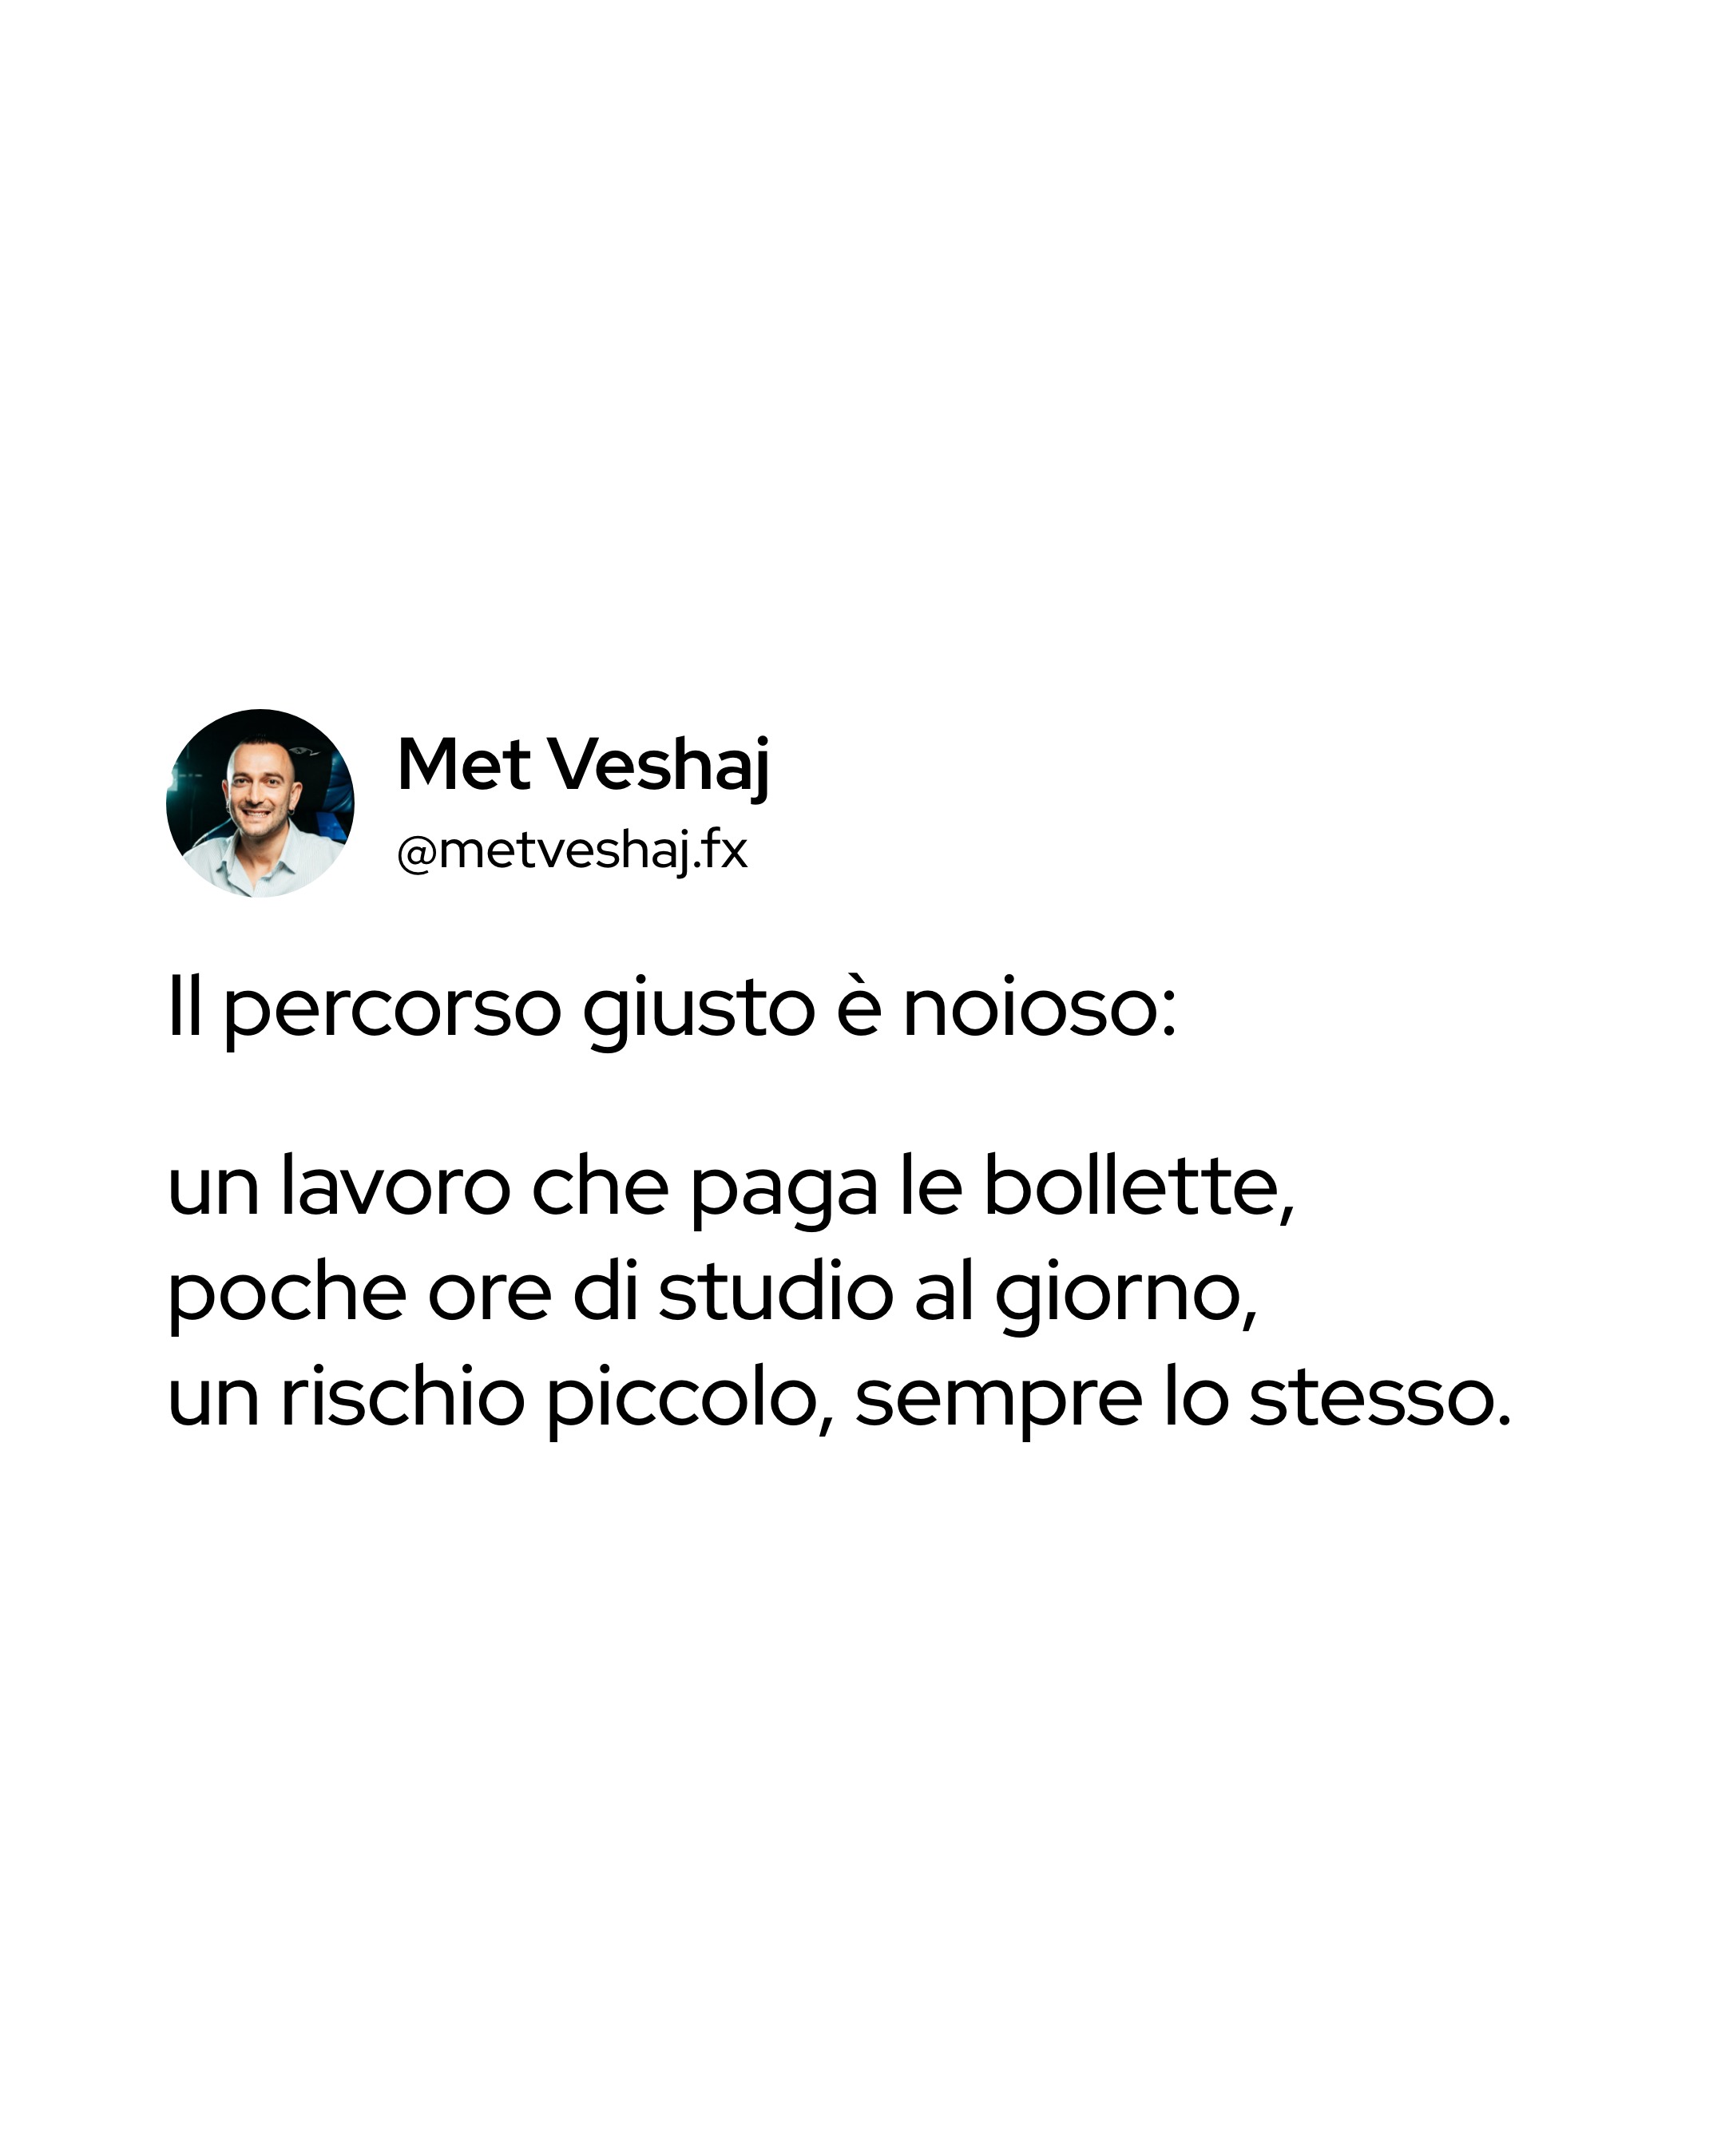 Met Veshaj
@metveshaj.fx
Il percorso giusto è noioso:
un lavoro che paga le bollette,
poche ore di studio al giorno,
un rischio piccolo, sempre lo stesso.